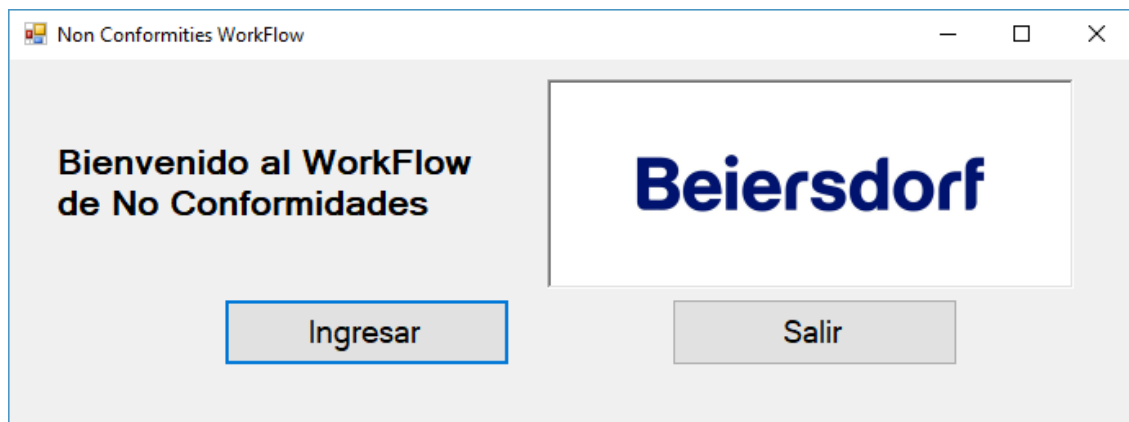 Non Conformities WorkFlow
Bienvenido al WorkFlow
de No Conformidades
Beiersdorf
Ingresar
Salir